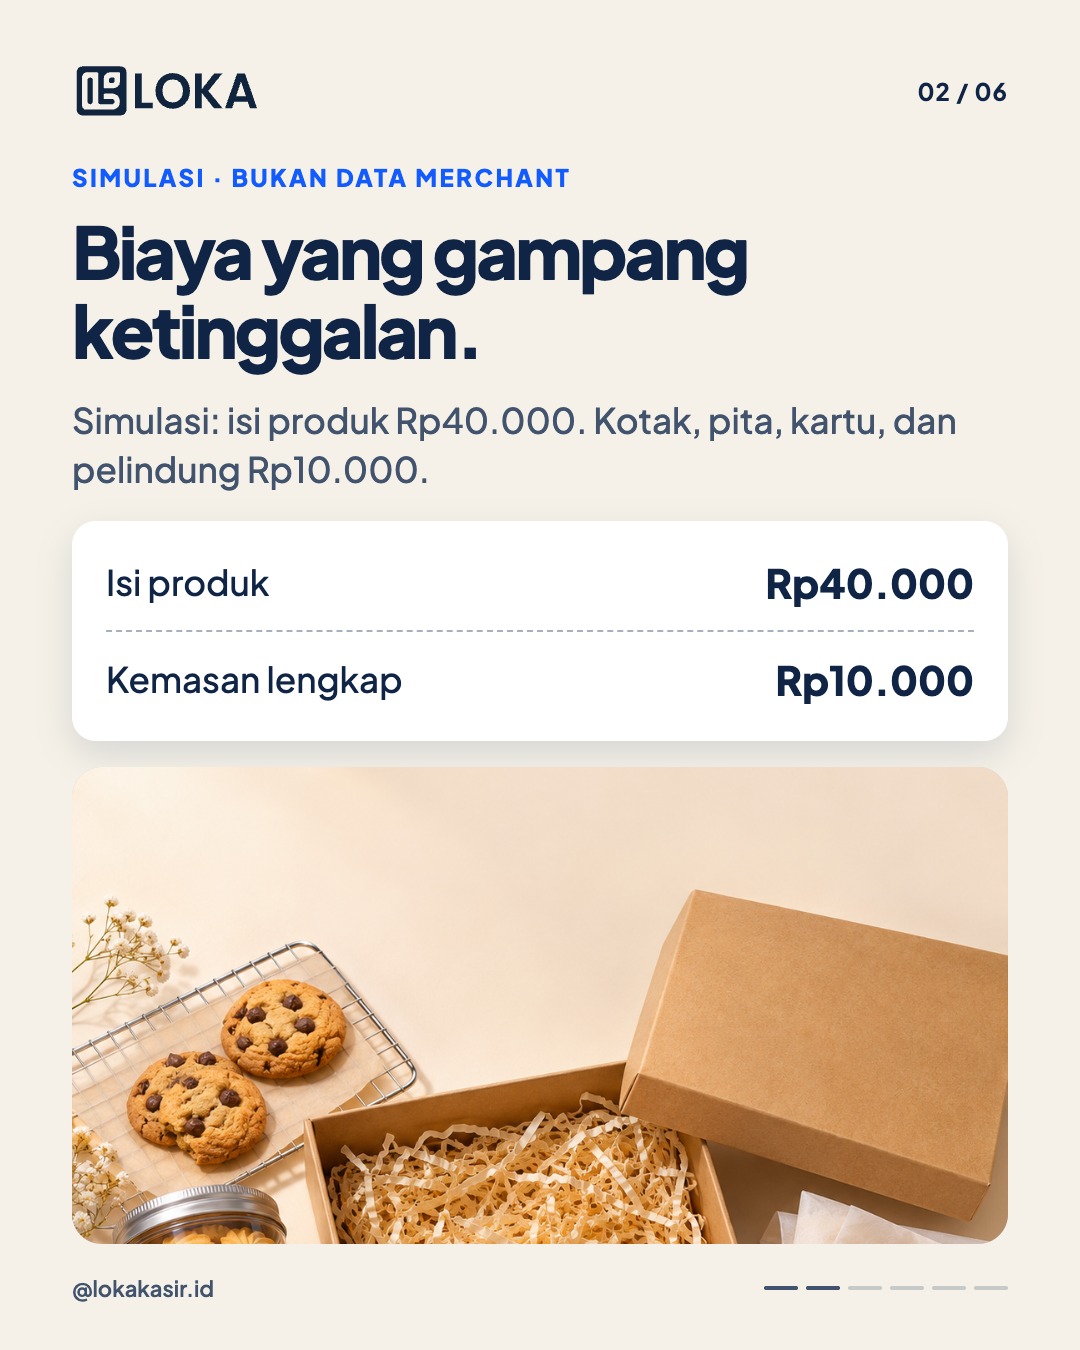 LOKA
02 / 06
SIMULASI · BUKAN DATA MERCHANT
Biaya yang gampang
ketinggalan.
Simulasi: isi produk Rp40.000. Kotak, pita, kartu, dan
pelindung Rp10.000.
Isi produk Rp40.000
Kemasan lengkap Rp10.000
@lokakasir.id